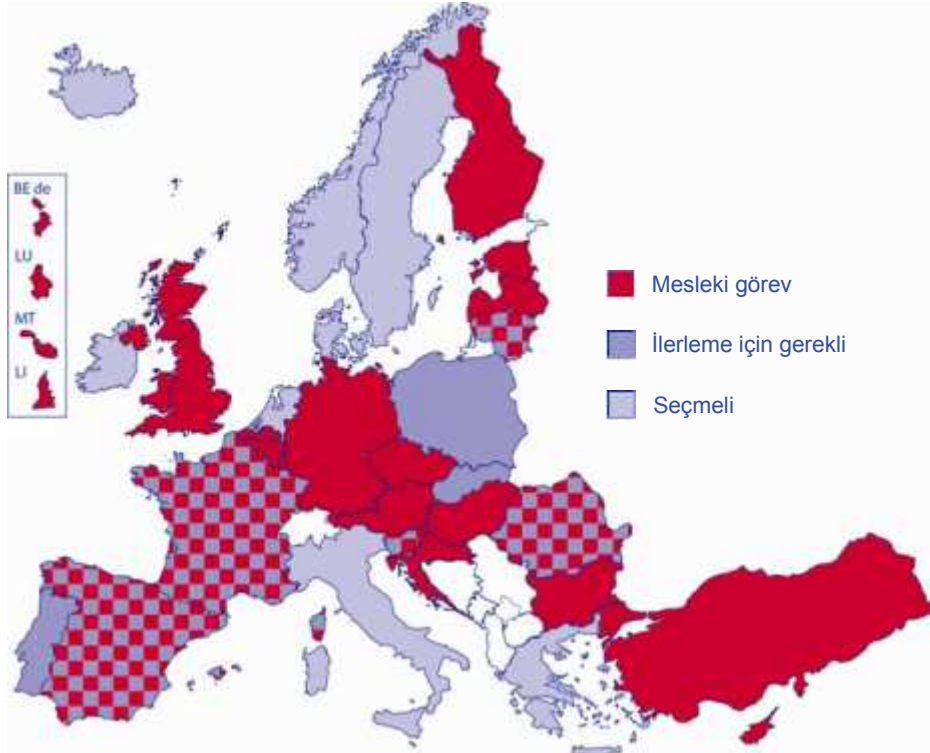 BE de
LU
MT
LI
Mesleki görev
İlerleme için gerekli
Seçmeli